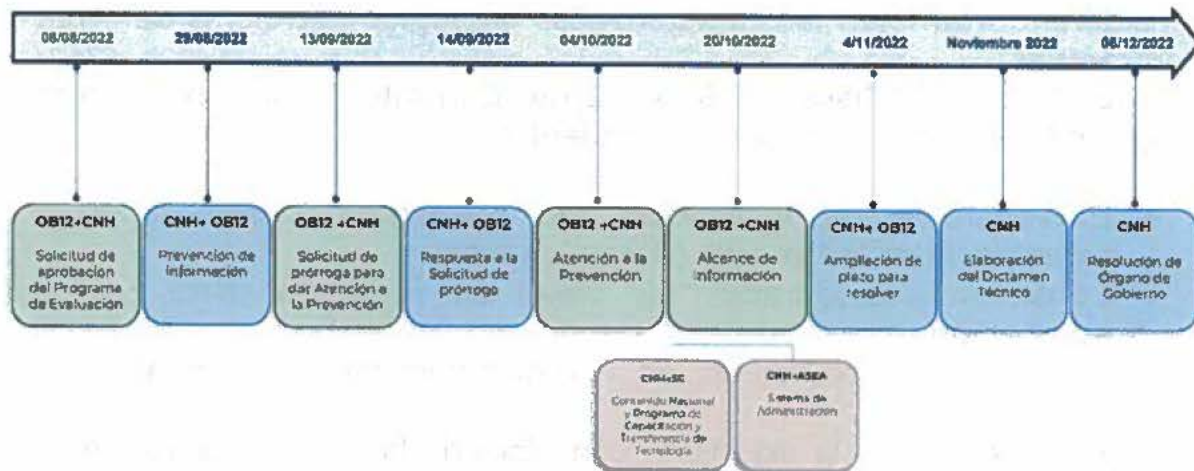 08/08/2022 29/08/2022 13/09/2022 14/09/2022 04/10/2022 20/10/2022 4/11/2022 Noviembre 2022 06/12/2022
OB12+CNH
Solicitud de
aprobación
del Programa
de Evaluación
CNH+ OB12
Prevención de
Información
OB12 +CNH
Solicitud de
prórroga para
dar Atención a
la Prevención
CNH+ OB12
Respuesta a la
Solicitud de
prórroga
OB12 +CNH
Atención a la
Prevención
OB12 +CNH
Alcance de
Información
CNH+ OB12
Ampliación de
plazo para
resolver
CNH
Elaboración
del Dictamen
Técnico
CNH
Resolución de
Órgano de
Gobierno
CNH+SE
Contenido Nacional
y Programa de
Capacitación y
Transferencia de
Tecnología
CNH+ASEA
Sistema de
Administración